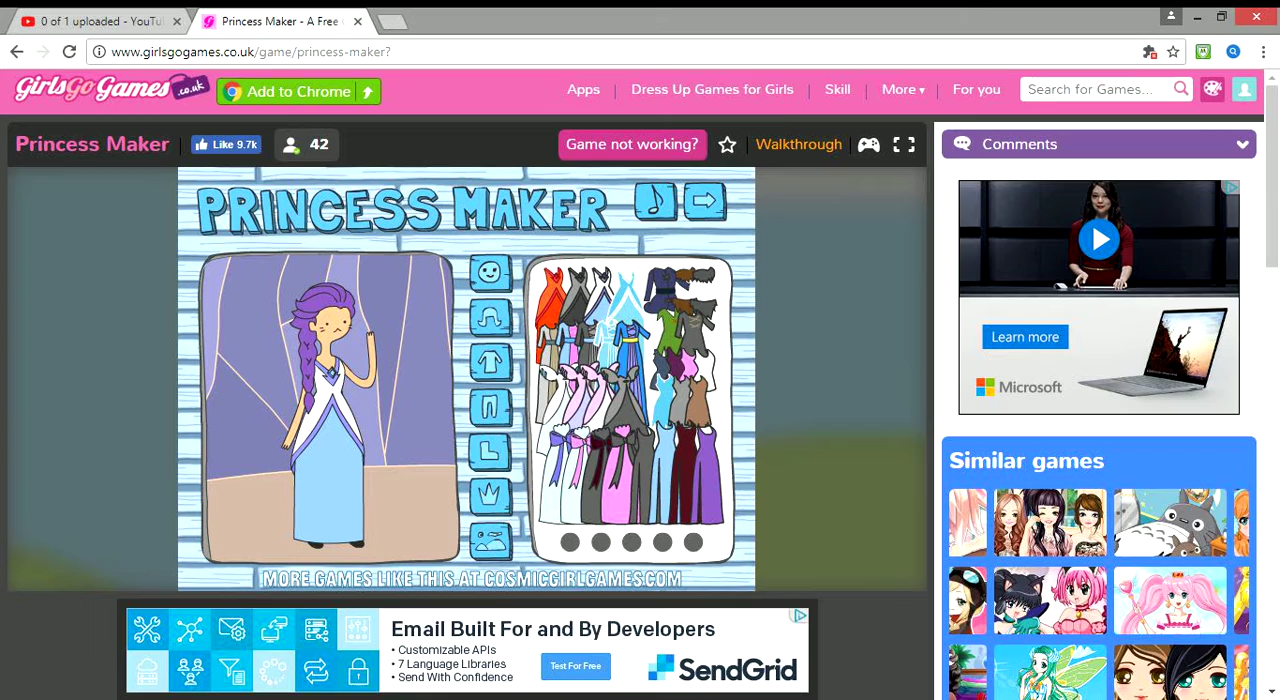 0 of 1 uploaded - YouTu
Princess Maker - A Free
www.girlsgogames.co.uk/game/princess-maker?
GirlsGoGames .co.uk
Add to Chrome
Apps
Dress Up Games for Girls
Skill
More ▾
For you
Search for Games...
Princess Maker
Like 9.7k
42
Game not working?
Walkthrough
Comments
PRINCESS MAKER
MORE GAMES LIKE THIS AT COSMICGIRLGAMES.COM
Learn more
Microsoft
Similar games
Email Built For and By Developers
• Customizable APIs
• 7 Language Libraries
• Send With Confidence
Test For Free
SendGrid